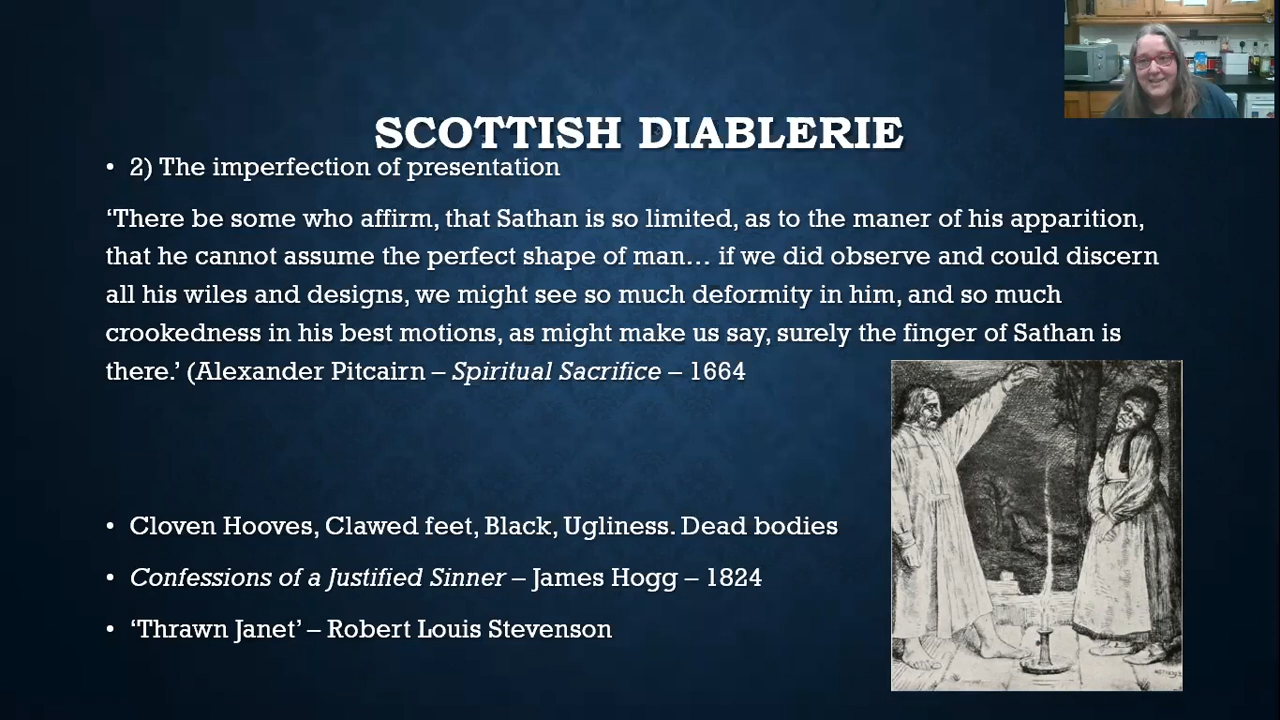 SCOTTISH DIABLERIE
• 2) The imperfection of presentation
‘There be some who affirm, that Sathan is so limited, as to the maner of his apparition,
that he cannot assume the perfect shape of man… if we did observe and could discern
all his wiles and designs, we might see so much deformity in him, and so much
crookedness in his best motions, as might make us say, surely the finger of Sathan is
there.’ (Alexander Pitcairn – Spiritual Sacrifice – 1664
• Cloven Hooves, Clawed feet, Black, Ugliness. Dead bodies
• Confessions of a Justified Sinner – James Hogg – 1824
• ‘Thrawn Janet’ – Robert Louis Stevenson